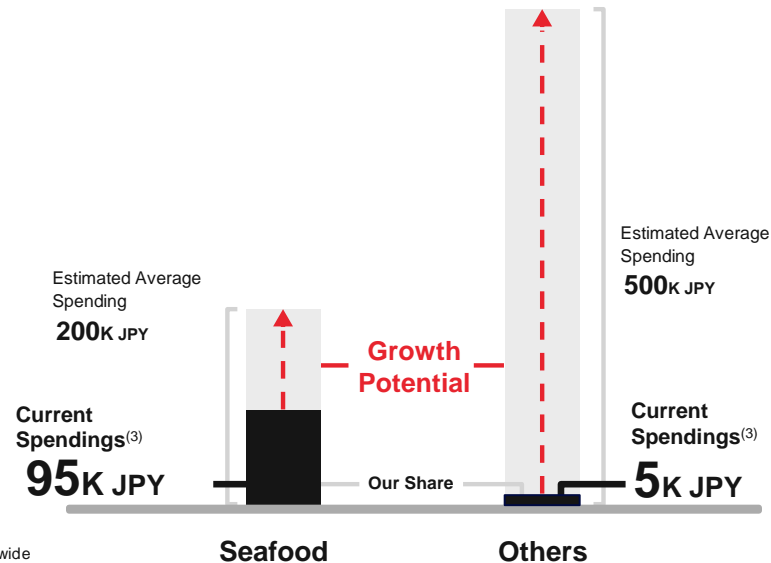 Estimated Average
Spending
200K JPY
Current
Spendings(3)
95K JPY
Growth
Potential
Our Share
Estimated Average
Spending
500K JPY
Current
Spendings(3)
5K JPY
wide
Seafood
Others